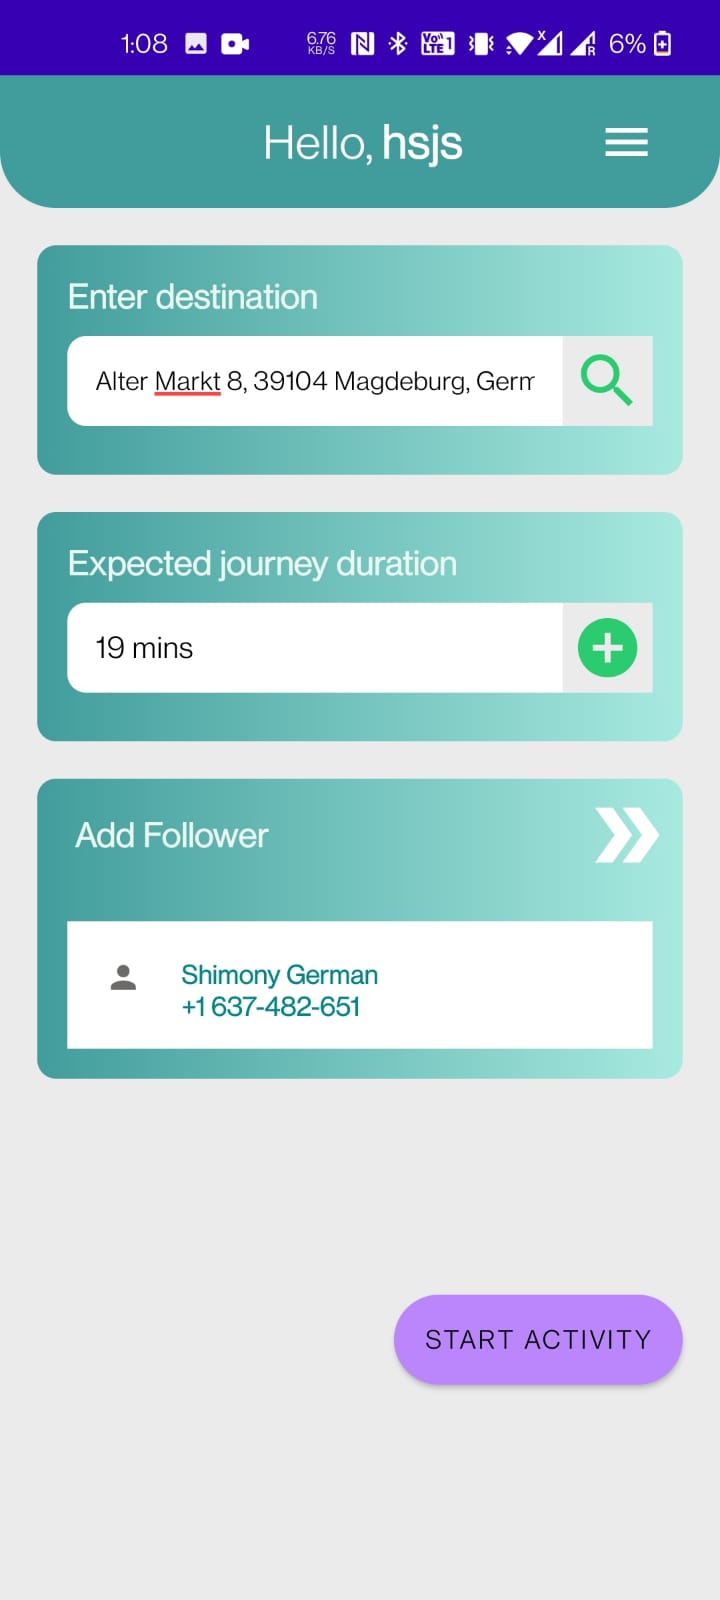 1:08 6.76 KB/S Vo)) LTE 1 X R 6%
Hello, hsjs
Enter destination
Alter Markt 8, 39104 Magdeburg, Germ
Expected journey duration
19 mins
Add Follower
Shimony German
+1 637-482-651
START ACTIVITY